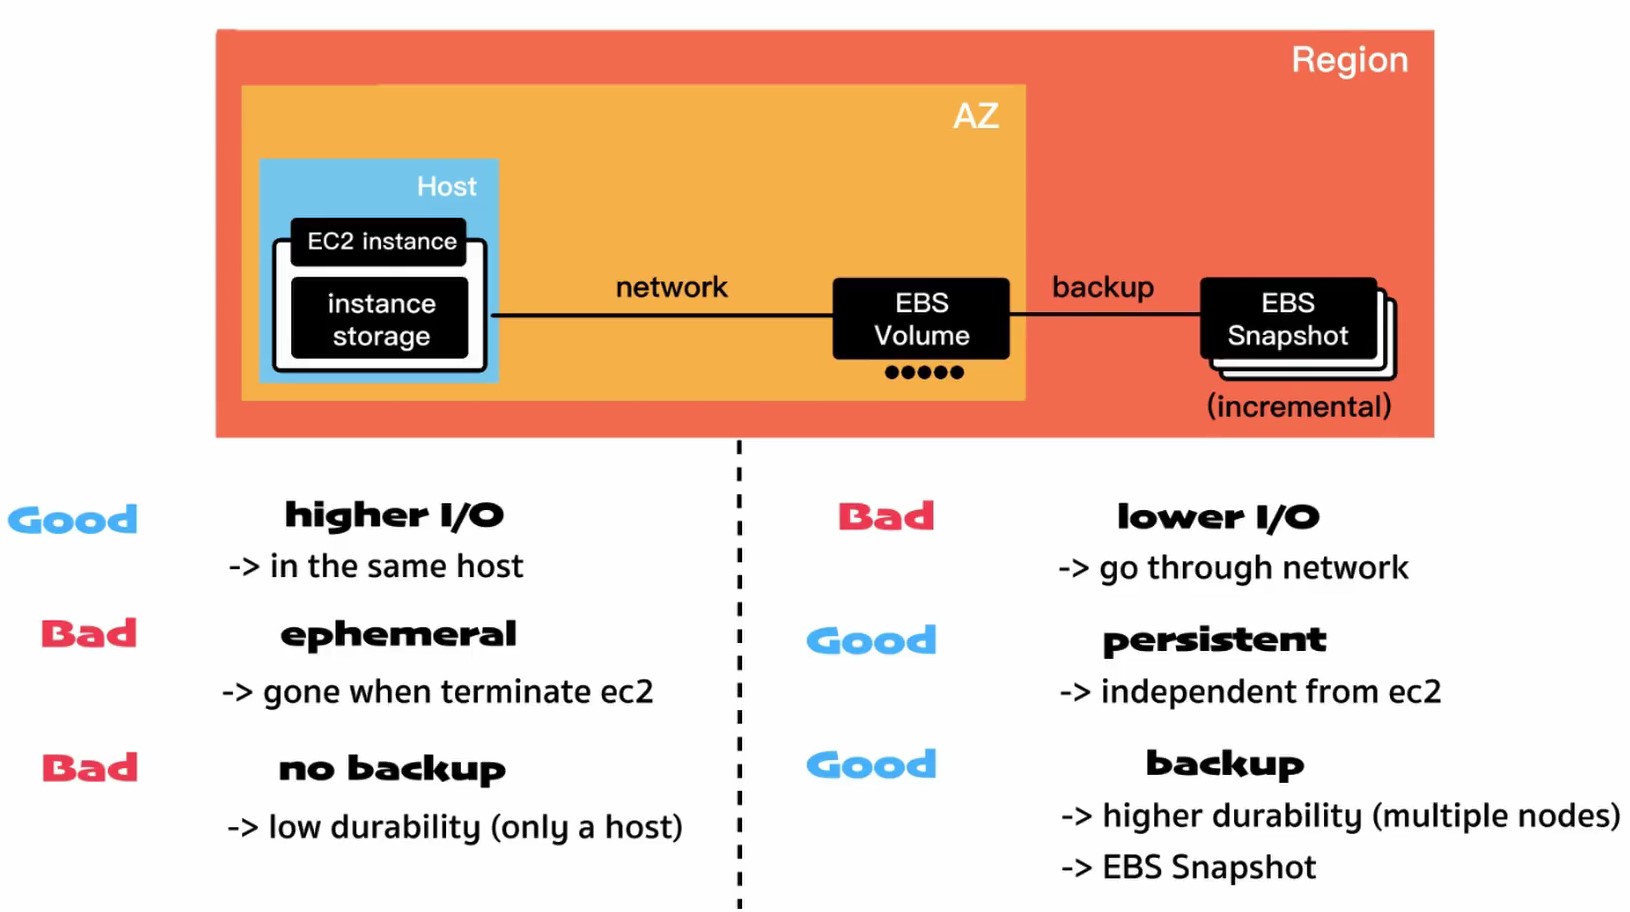 Region
AZ
Host
EC2 instance
instance
storage
network
EBS
Volume
backup
EBS
Snapshot
(incremental)
Good
higher I/O
-> in the same host
Bad
ephemeral
-> gone when terminate ec2
Bad
no backup
-> low durability (only a host)
Bad
lower I/O
-> go through network
Good
persistent
-> independent from ec2
Good
backup
-> higher durability (multiple nodes)
-> EBS Snapshot